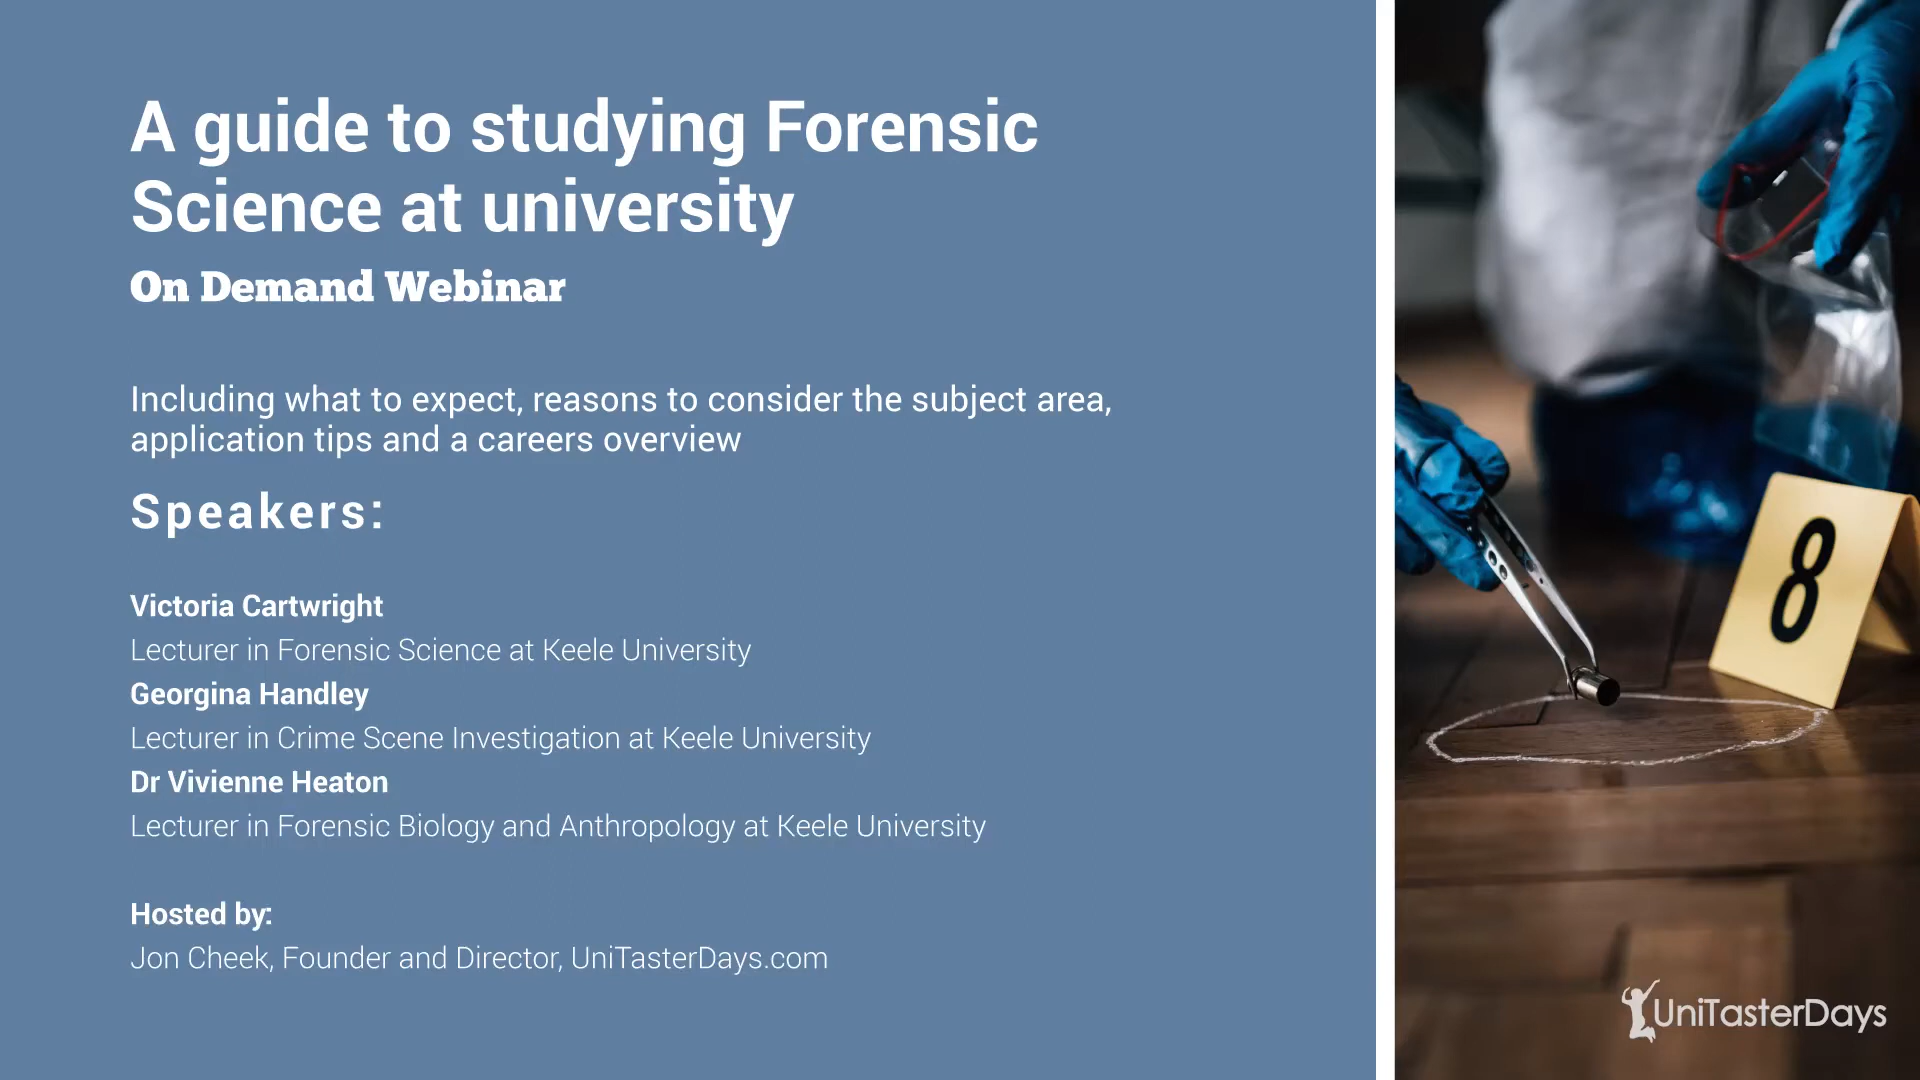 A guide to studying Forensic
Science at university
On Demand Webinar
Including what to expect, reasons to consider the subject area,
application tips and a careers overview
Speakers:
Victoria Cartwright
Lecturer in Forensic Science at Keele University
Georgina Handley
Lecturer in Crime Scene Investigation at Keele University
Dr Vivienne Heaton
Lecturer in Forensic Biology and Anthropology at Keele University
Hosted by:
Jon Cheek, Founder and Director, UniTasterDays.com
8
UniTasterDays